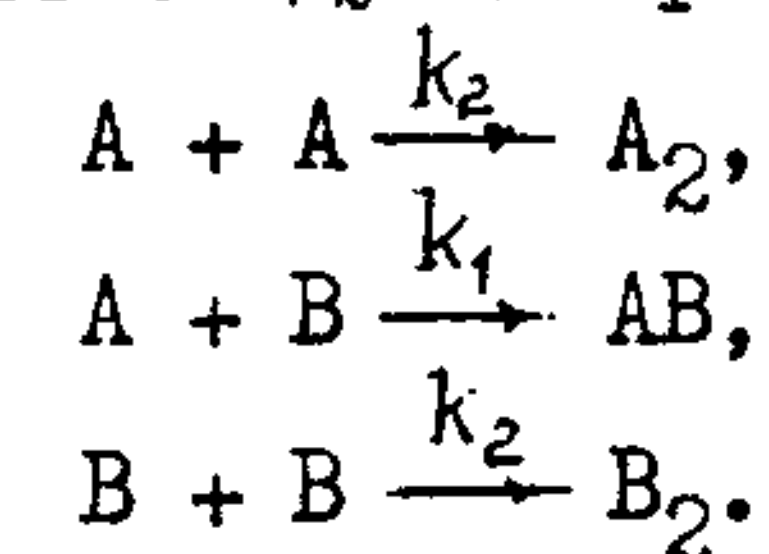 k₂
A + A → A₂,
k₁
A + B → AB,
k₂
B + B → B₂.